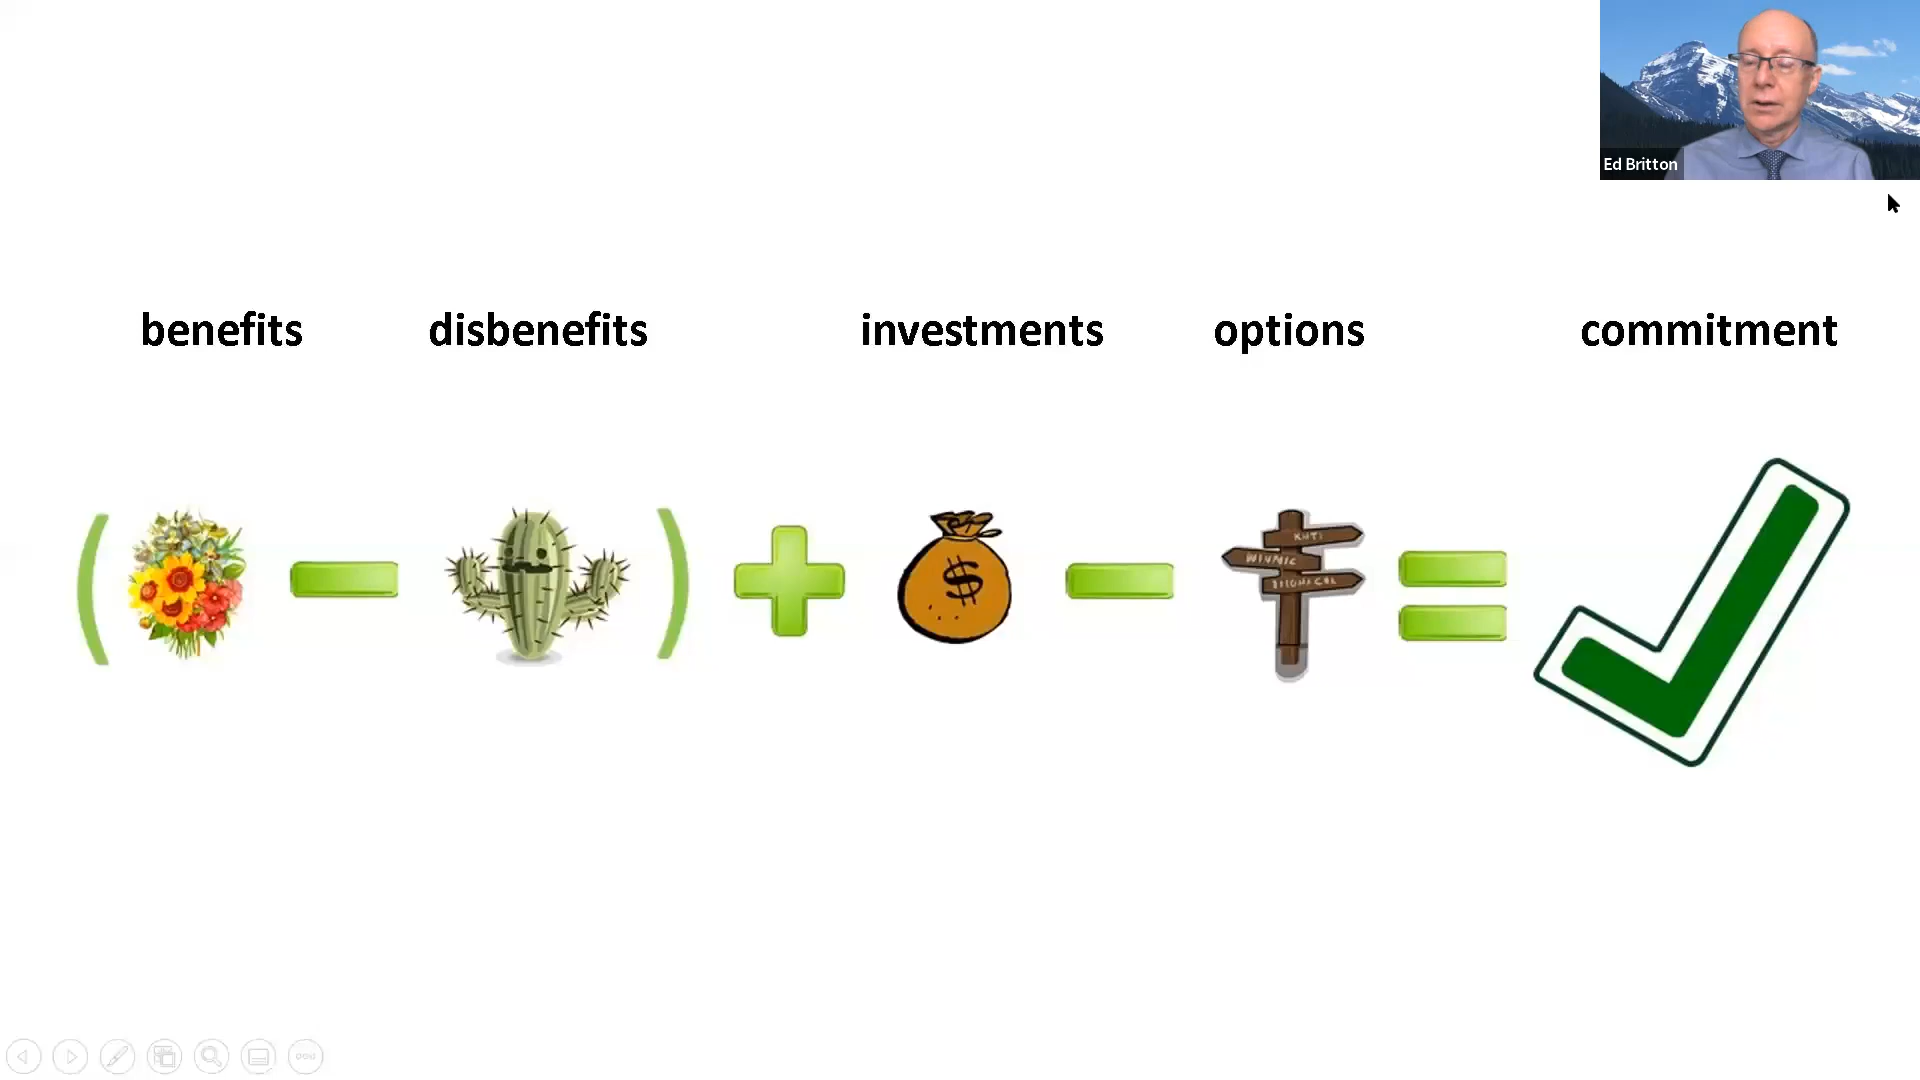 Ed Britton
benefits disbenefits investments options commitment
$